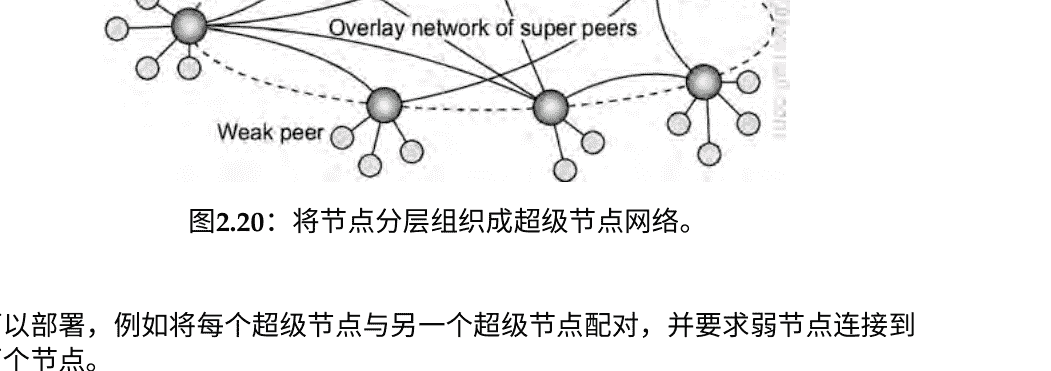 Overlay network of super peers
Weak peer
图2.20：将节点分层组织成超级节点网络。
以部署，例如将每个超级节点与另一个超级节点配对，并要求弱节点连接到
个节点。